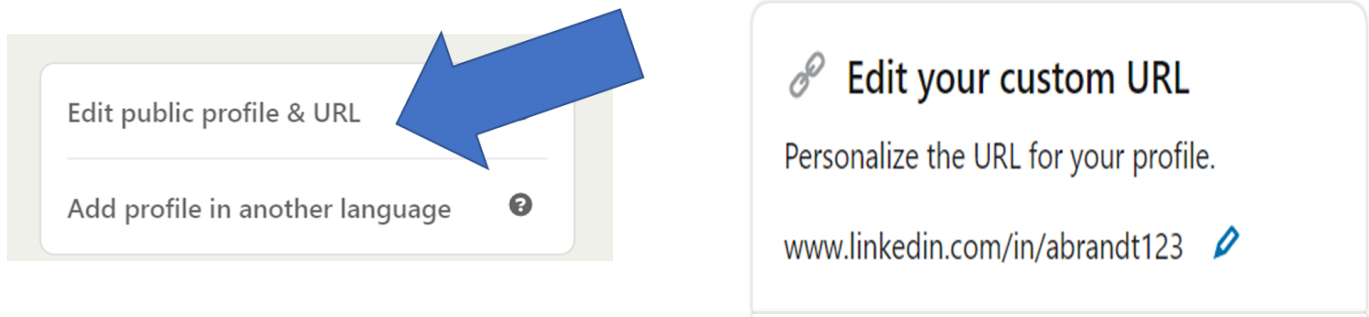 Edit public profile & URL
Add profile in another language
Edit your custom URL
Personalize the URL for your profile.
www.linkedin.com/in/abrandt123